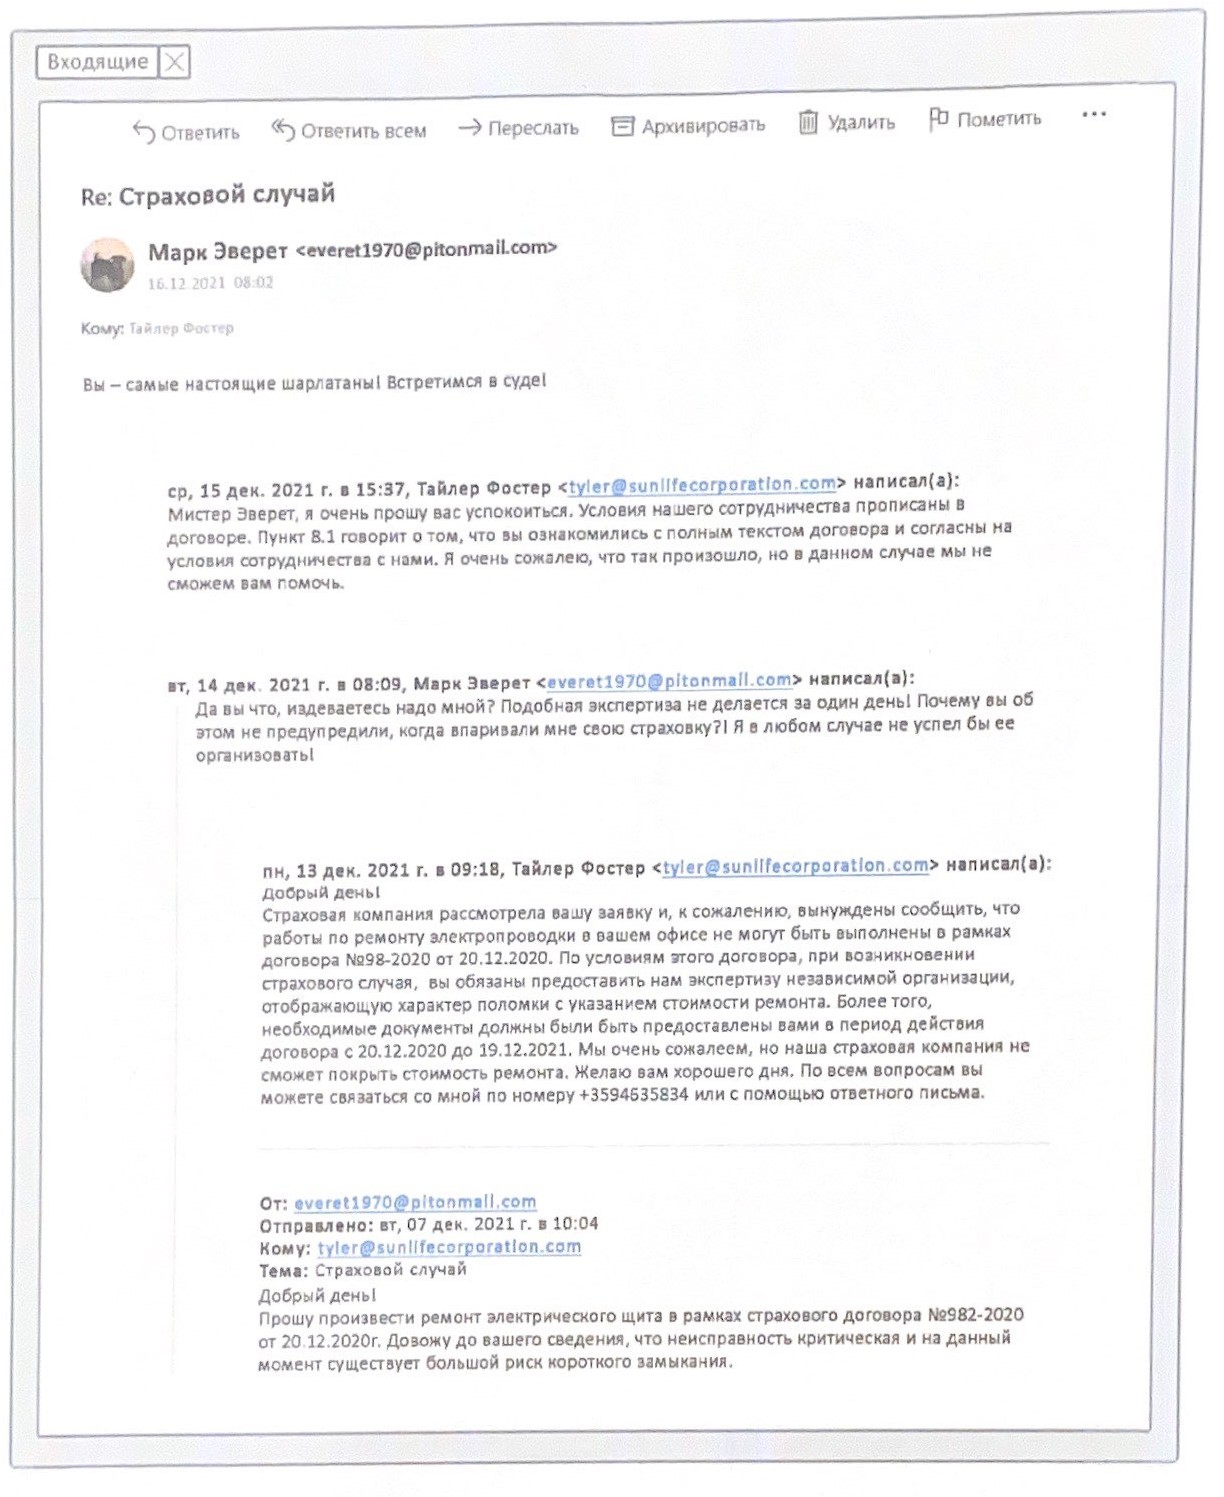 Входящие
Ответить Ответить всем Переслать Архивировать Удалить Пометить ...
Re: Страховой случай
Марк Эверет <everet1970@pitonmail.com>
16.12.2021 08:02
Кому: Тайлер Фостер
Вы – самые настоящие шарлатаны! Встретимся в суде!
ср, 15 дек. 2021 г. в 15:37, Тайлер Фостер <tyler@sunlifecorporation.com> написал(а):
Мистер Эверет, я очень прошу вас успокоиться. Условия нашего сотрудничества прописаны в
договоре. Пункт 8.1 говорит о том, что вы ознакомились с полным текстом договора и согласны на
условия сотрудничества с нами. Я очень сожалею, что так произошло, но в данном случае мы не
сможем вам помочь.
вт, 14 дек. 2021 г. в 08:09, Марк Эверет <everet1970@pitonmail.com> написал(а):
Да вы что, издеваетесь надо мной? Подобная экспертиза не делается за один день! Почему вы об
этом не предупредили, когда впаривали мне свою страховку?! Я в любом случае не успел бы ее
организовать!
пн, 13 дек. 2021 г. в 09:18, Тайлер Фостер <tyler@sunlifecorporation.com> написал(а):
Добрый день!
Страховая компания рассмотрела вашу заявку и, к сожалению, вынуждены сообщить, что
работы по ремонту электропроводки в вашем офисе не могут быть выполнены в рамках
договора №98-2020 от 20.12.2020. По условиям этого договора, при возникновении
страхового случая, вы обязаны предоставить нам экспертизу независимой организации,
отображающую характер поломки с указанием стоимости ремонта. Более того,
необходимые документы должны были быть предоставлены вами в период действия
договора с 20.12.2020 до 19.12.2021. Мы очень сожалеем, но наша страховая компания не
сможет покрыть стоимость ремонта. Желаю вам хорошего дня. По всем вопросам вы
можете связаться со мной по номеру +3594635834 или с помощью ответного письма.
От: everet1970@pitonmail.com
Отправлено: вт, 07 дек. 2021 г. в 10:04
Кому: tyler@sunlifecorporation.com
Тема: Страховой случай
Добрый день!
Прошу произвести ремонт электрического щита в рамках страхового договора №982-2020
от 20.12.2020г. Довожу до вашего сведения, что неисправность критическая и на данный
момент существует большой риск короткого замыкания.